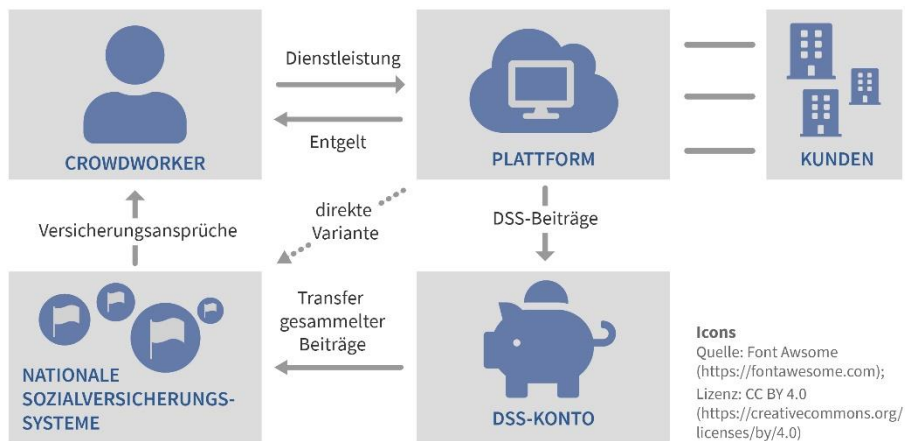 Dienstleistung
Entgelt
CROWDWORKER
PLATTFORM
KUNDEN
Versicherungsansprüche
direkte
Variante
DSS-Beiträge
Transfer
gesammelter
Beiträge
NATIONALE
SOZIALVERSICHERUNGS-
SYSTEME
DSS-KONTO
Icons
Quelle: Font Awsome
(https://fontawesome.com);
Lizenz: CC BY 4.0
(https://creativecommons.org/
licenses/by/4.0)